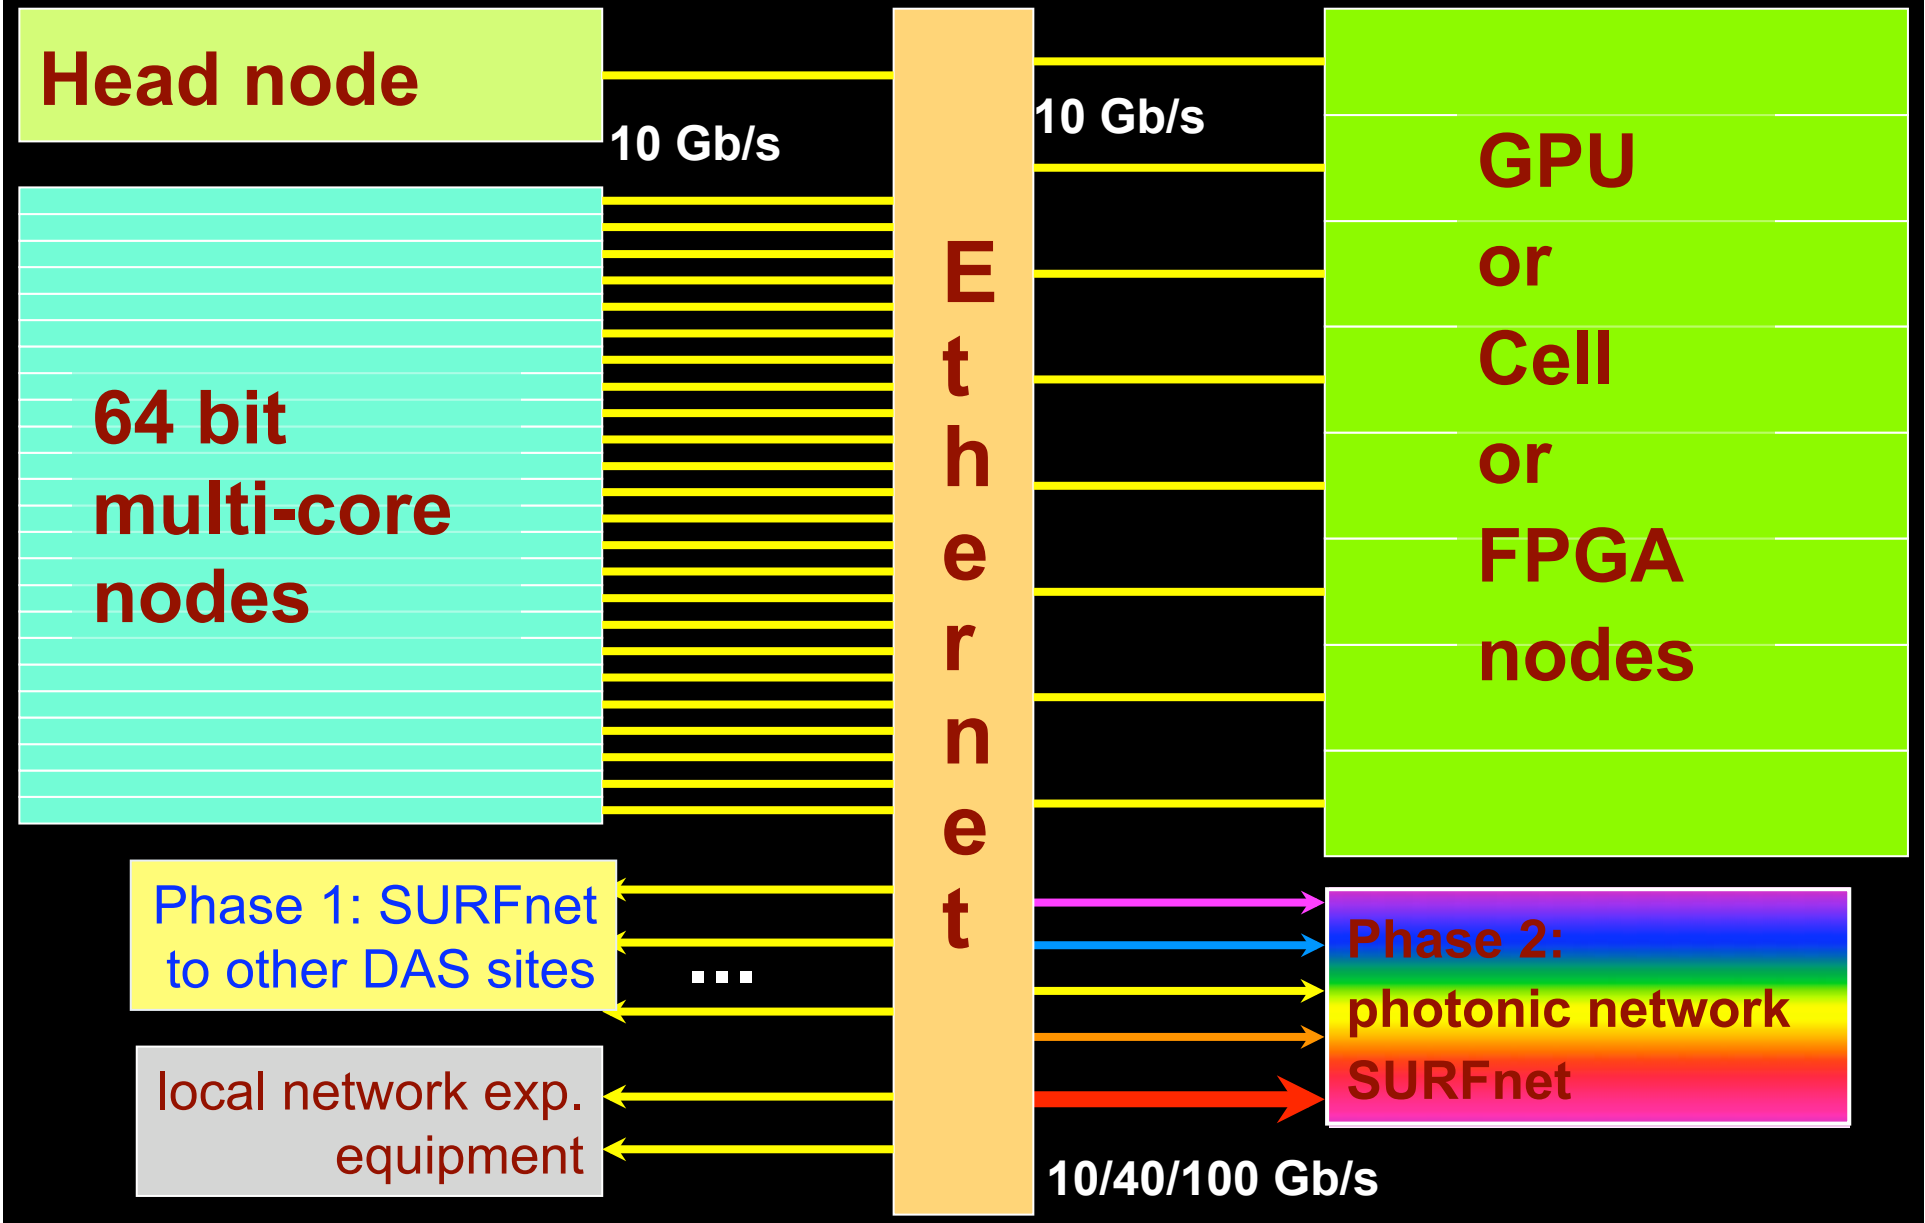 Head node
10 Gb/s
64 bit
multi-core
nodes
Phase 1: SURFnet
to other DAS sites
...
local network exp.
equipment
Ethernet
10 Gb/s
GPU
or
Cell
or
FPGA
nodes
Phase 2:
photonic network
SURFnet
10/40/100 Gb/s